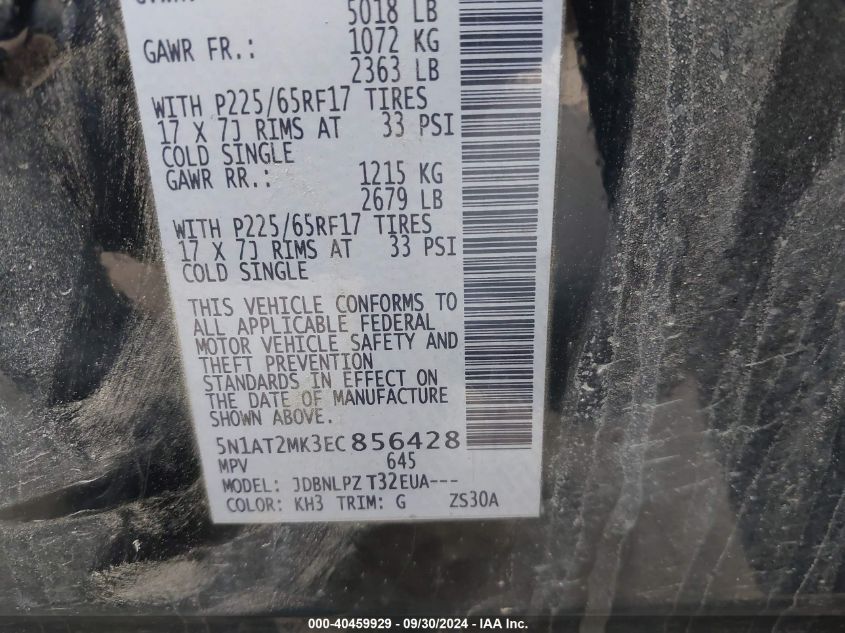 5018 LB
GAWR FR.: 1072 KG
2363 LB
WITH P225/65RF17 TIRES
17 X 7J RIMS AT 33 PSI
COLD SINGLE
GAWR RR.: 1215 KG
2679 LB
WITH P225/65RF17 TIRES
17 X 7J RIMS AT 33 PSI
COLD SINGLE
THIS VEHICLE CONFORMS TO
ALL APPLICABLE FEDERAL
MOTOR VEHICLE SAFETY AND
THEFT PREVENTION
STANDARDS IN EFFECT ON
THE DATE OF MANUFACTURE
SHOWN ABOVE.
5N1AT2MK3EC856428
MPV 645
MODEL: JDBNLPZ T32EUA---
COLOR: KH3 TRIM: G ZS30A
000-40459929 - 09/30/2024 - IAA Inc.